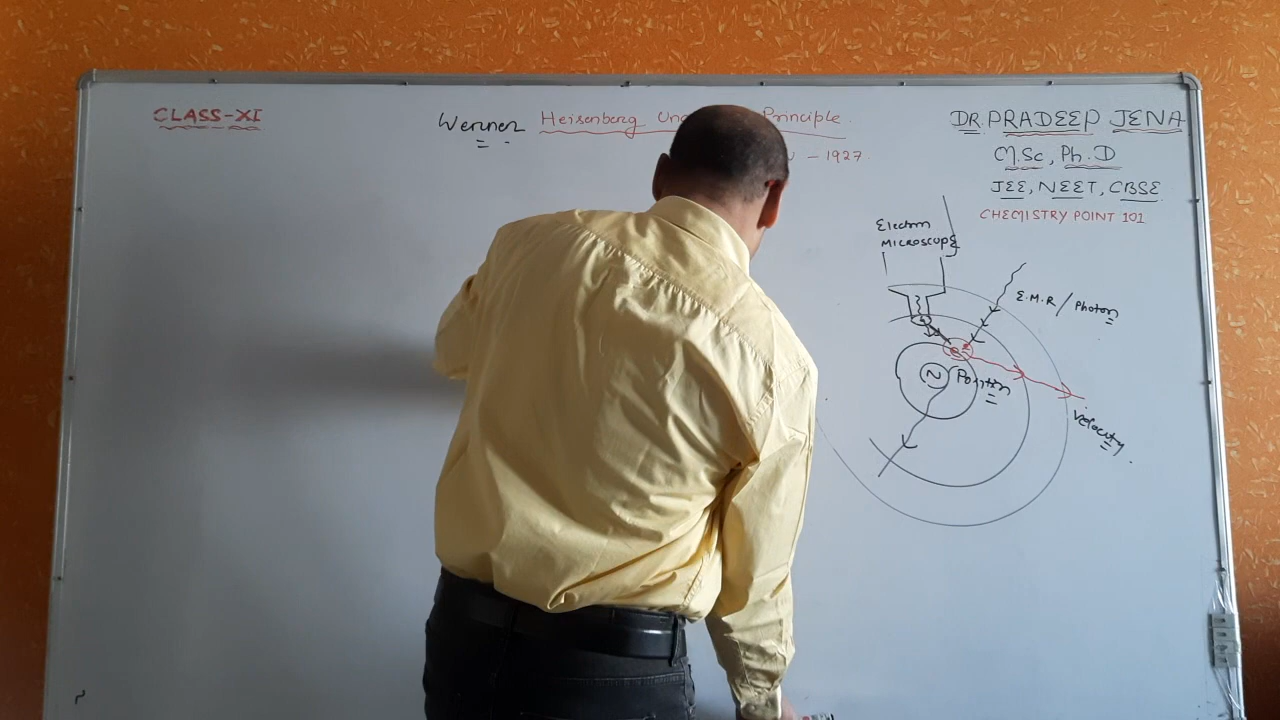 CLASS-XI
Werner Heisenberg Un Principle
- 1927
DR. PRADEEP JENA
M.Sc, Ph.D
JEE, NEET, CBSE
CHEMISTRY POINT 101
Electron
MICROSCOPE
E.M.R / Photon
N
Position
Velocity.